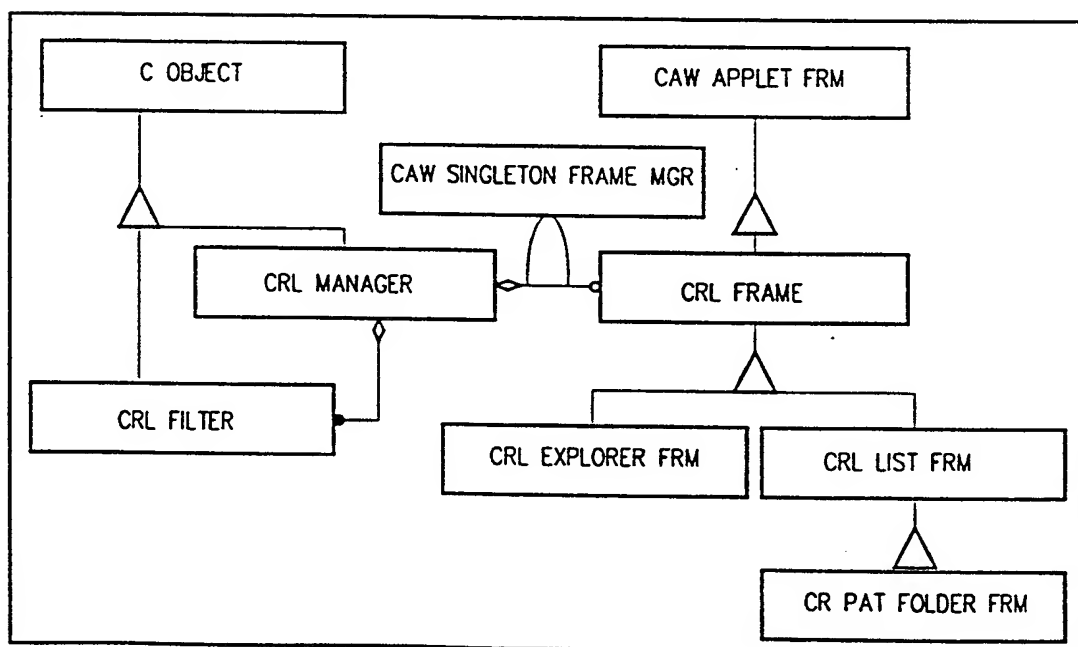 C OBJECT
CAW APPLET FRM
CAW SINGLETON FRAME MGR
CRL MANAGER
CRL FRAME
CRL FILTER
CRL EXPLORER FRM
CRL LIST FRM
CR PAT FOLDER FRM